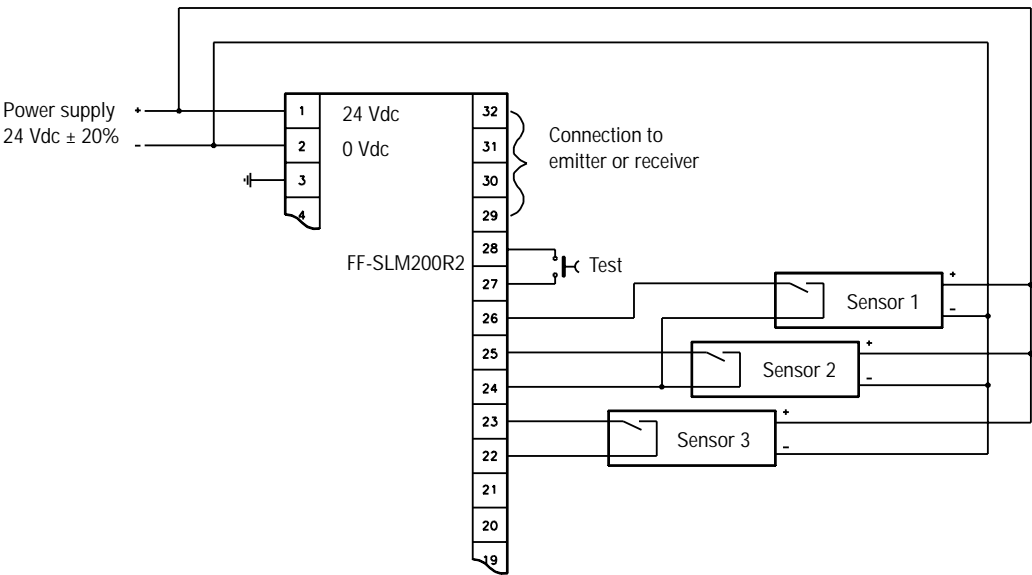 Power supply +
24 Vdc ± 20% -
1 24 Vdc
2 0 Vdc
3
4
FF-SLM200R2
32
31
30
29
28
27
26
25
24
23
22
21
20
19
Connection to
emitter or receiver
Test
Sensor 1
+
-
Sensor 2
+
-
Sensor 3
+
-